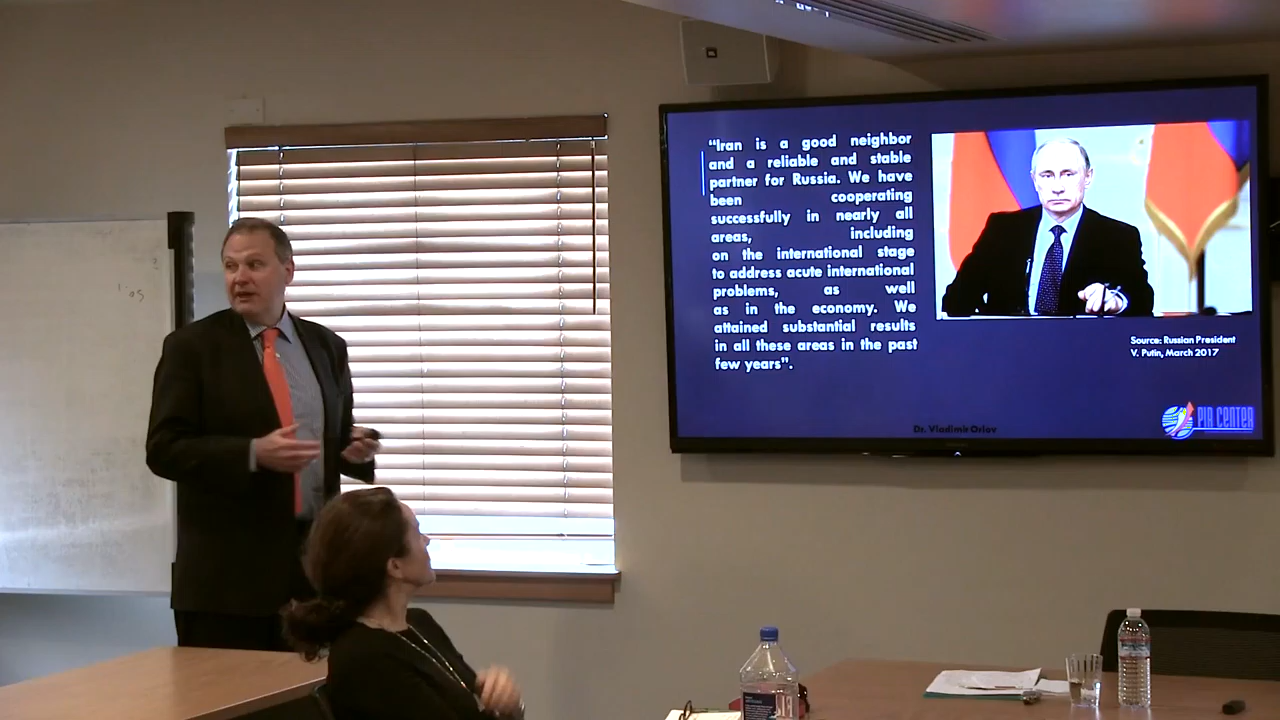 “Iran is a good neighbor
and a reliable and stable
partner for Russia. We have
been cooperating
successfully in nearly all
areas, including
on the international stage
to address acute international
problems, as well
as in the economy. We
attained substantial results
in all these areas in the past
few years”.
Source: Russian President
V. Putin, March 2017
PIR CENTER
Dr. Vladimir Orlov